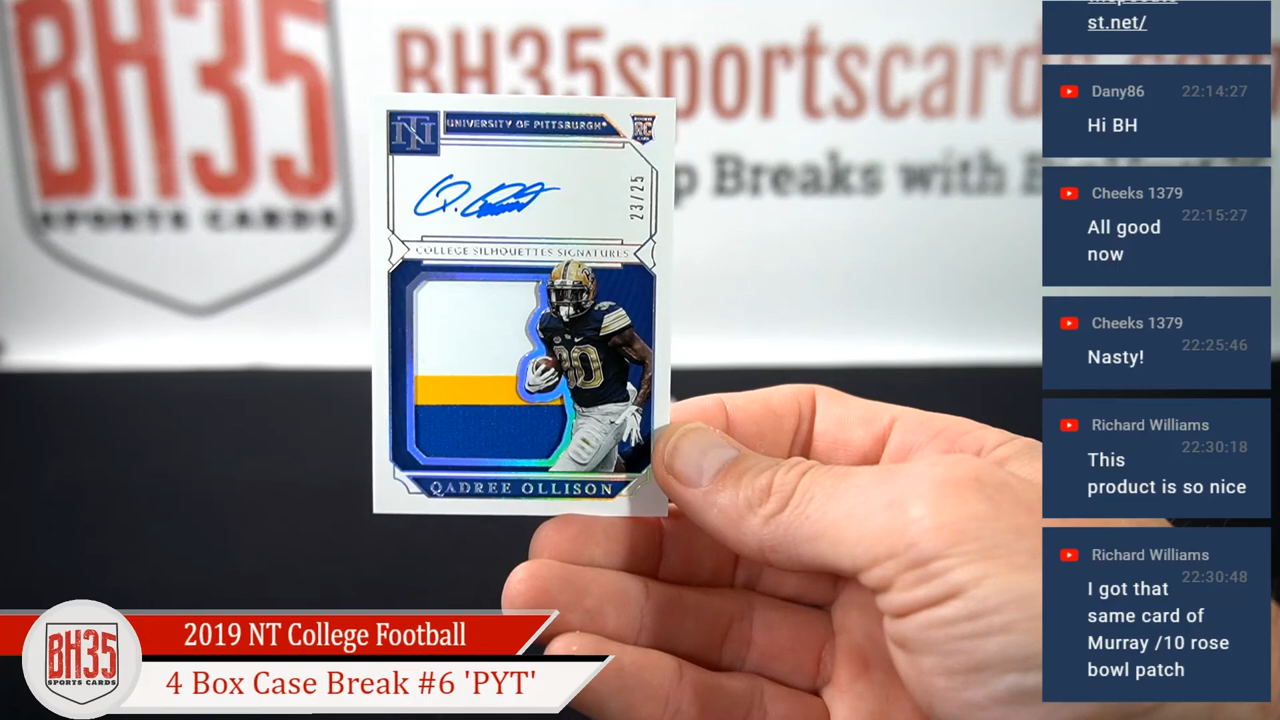 BH35
SPORTS CARDS
BH35sportscards
p Breaks with
UNIVERSITY OF PITTSBURGH
RC
23/25
COLLEGE SILHOUETTES SIGNATURES
30
QADREE OLLISON
2019 NT College Football
4 Box Case Break #6 'PYT'
BH35
SPORTS CARDS
st.net/
Dany86 22:14:27
Hi BH
Cheeks 1379
22:15:27
All good
now
Cheeks 1379
22:25:46
Nasty!
Richard Williams
22:30:18
This
product is so nice
Richard Williams
22:30:48
I got that
same card of
Murray /10 rose
bowl patch